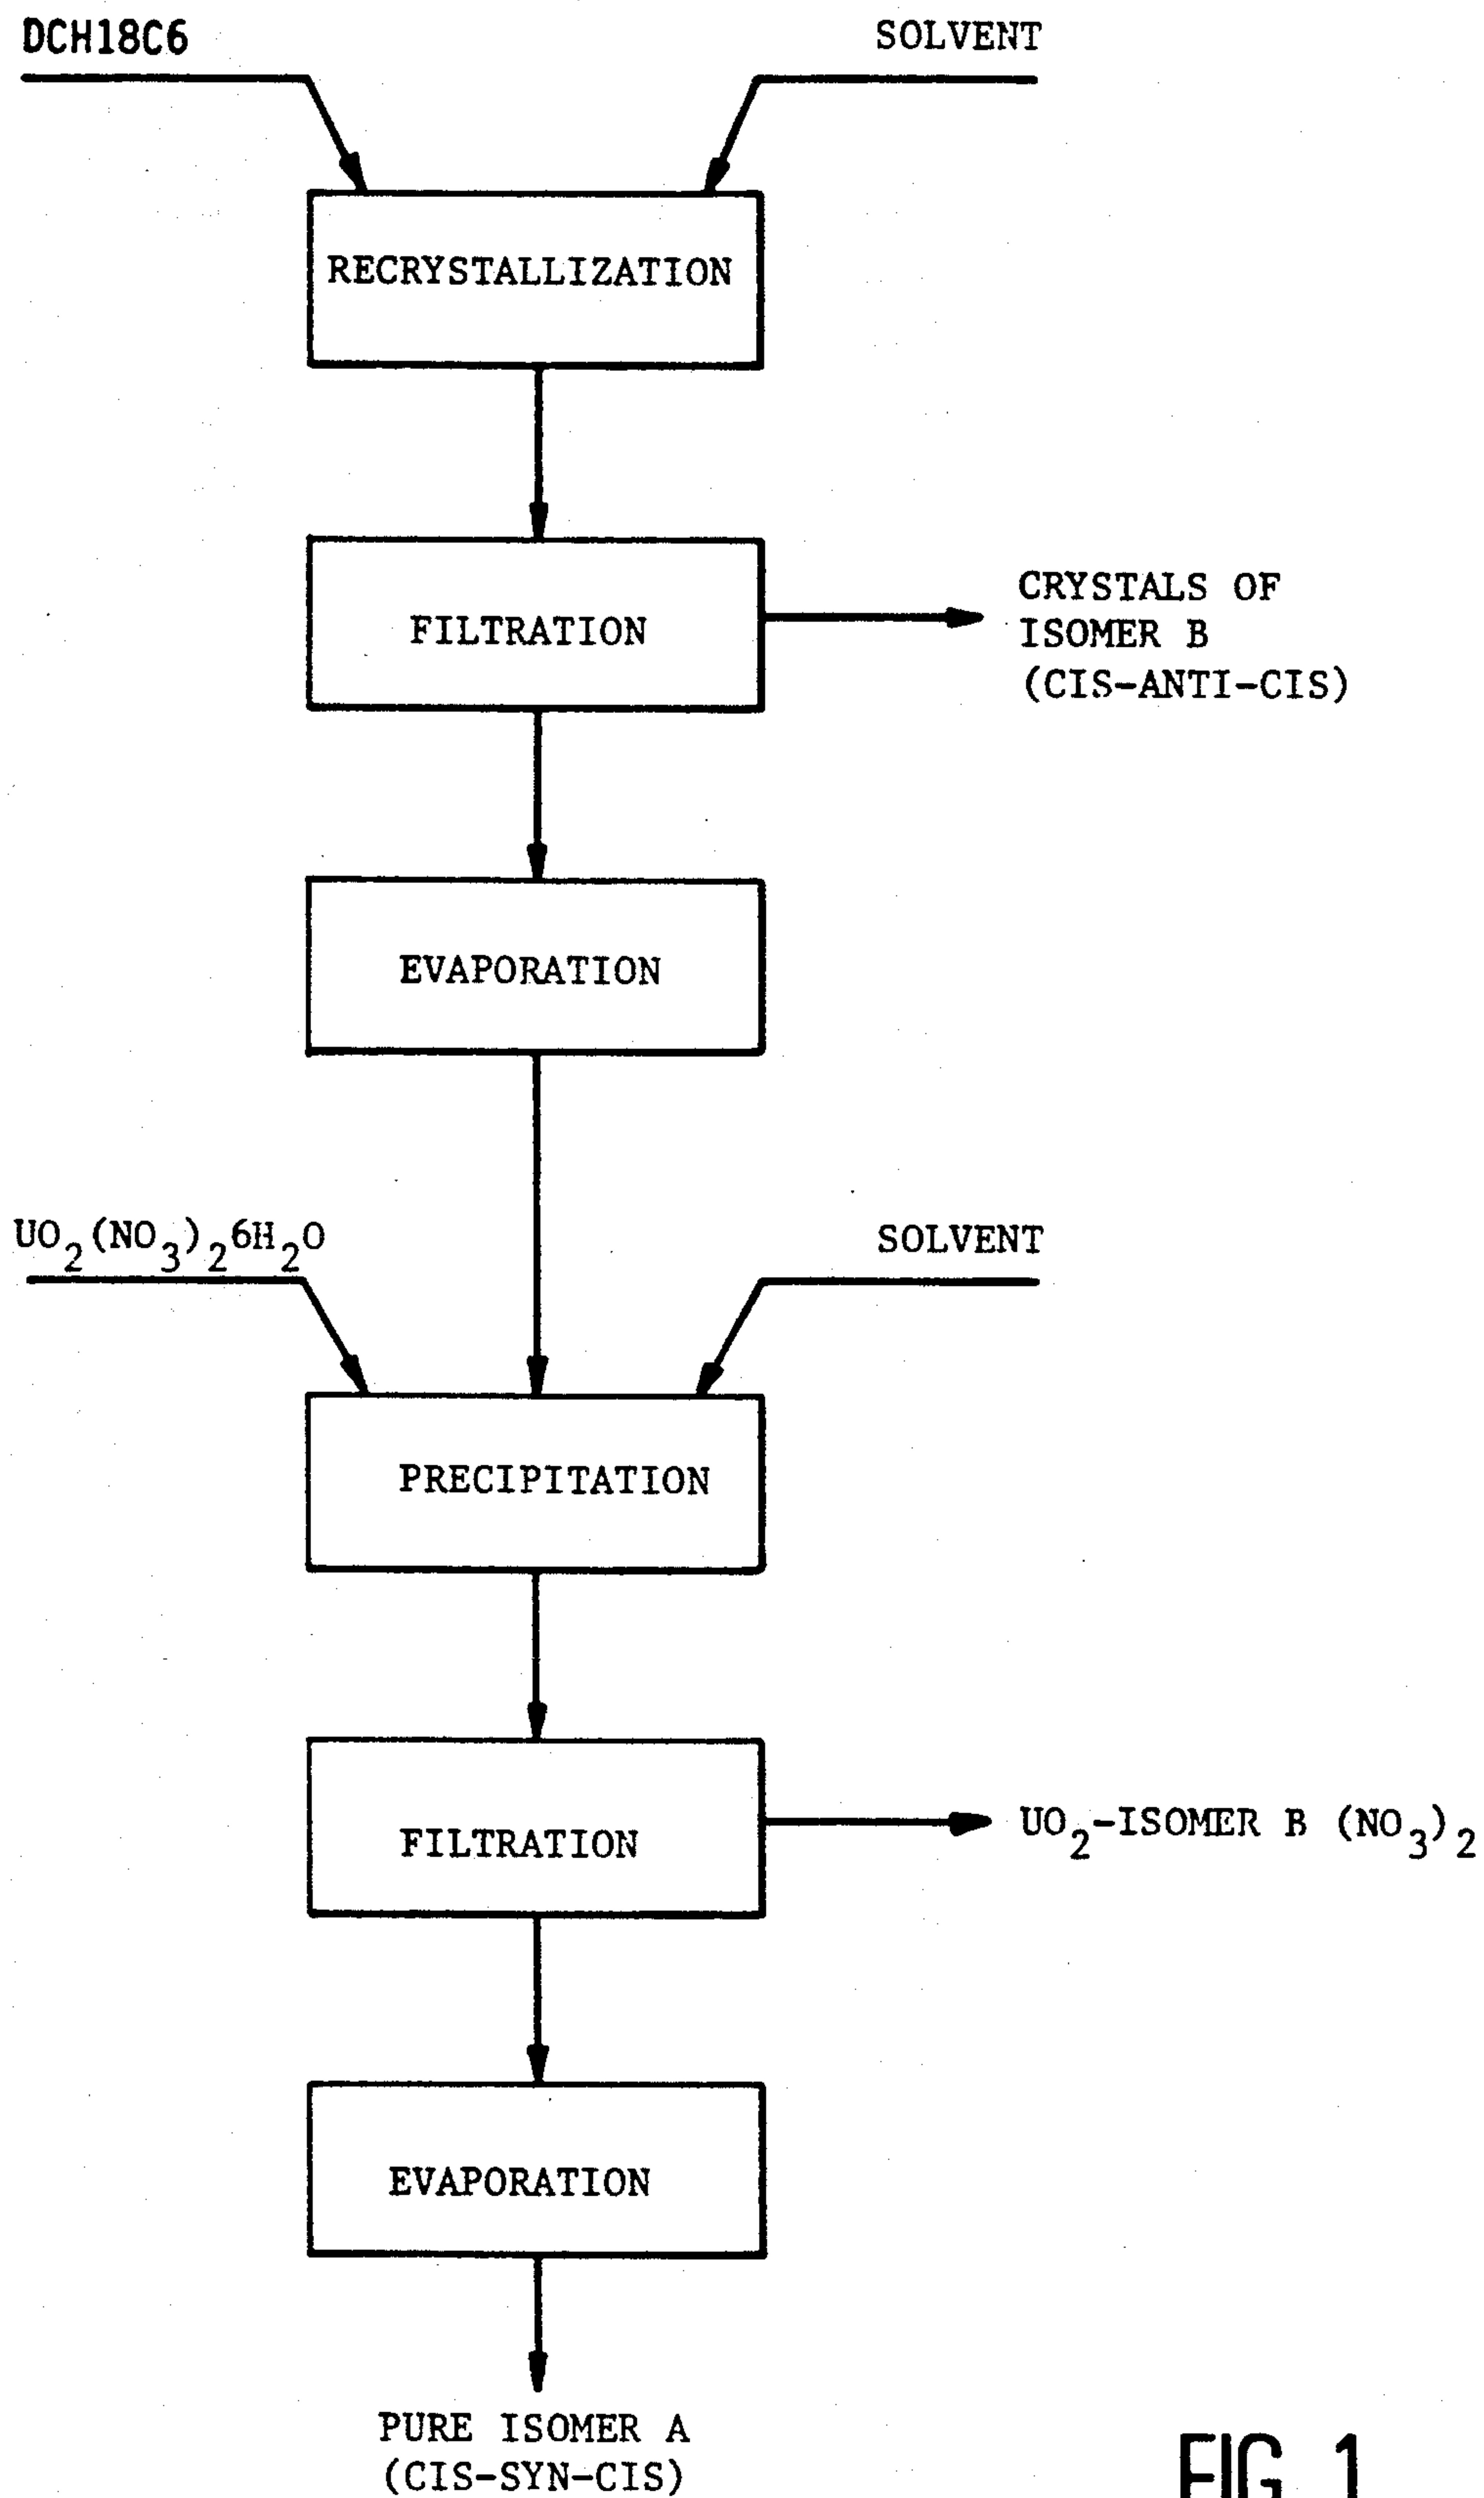 DCH18C6
SOLVENT
RECRYSTALLIZATION
FILTRATION
CRYSTALS OF
ISOMER B
(CIS-ANTI-CIS)
EVAPORATION
UO2(NO3)26H2O
SOLVENT
PRECIPITATION
FILTRATION
UO2-ISOMER B (NO3)2
EVAPORATION
PURE ISOMER A
(CIS-SYN-CIS)
FIG. 1